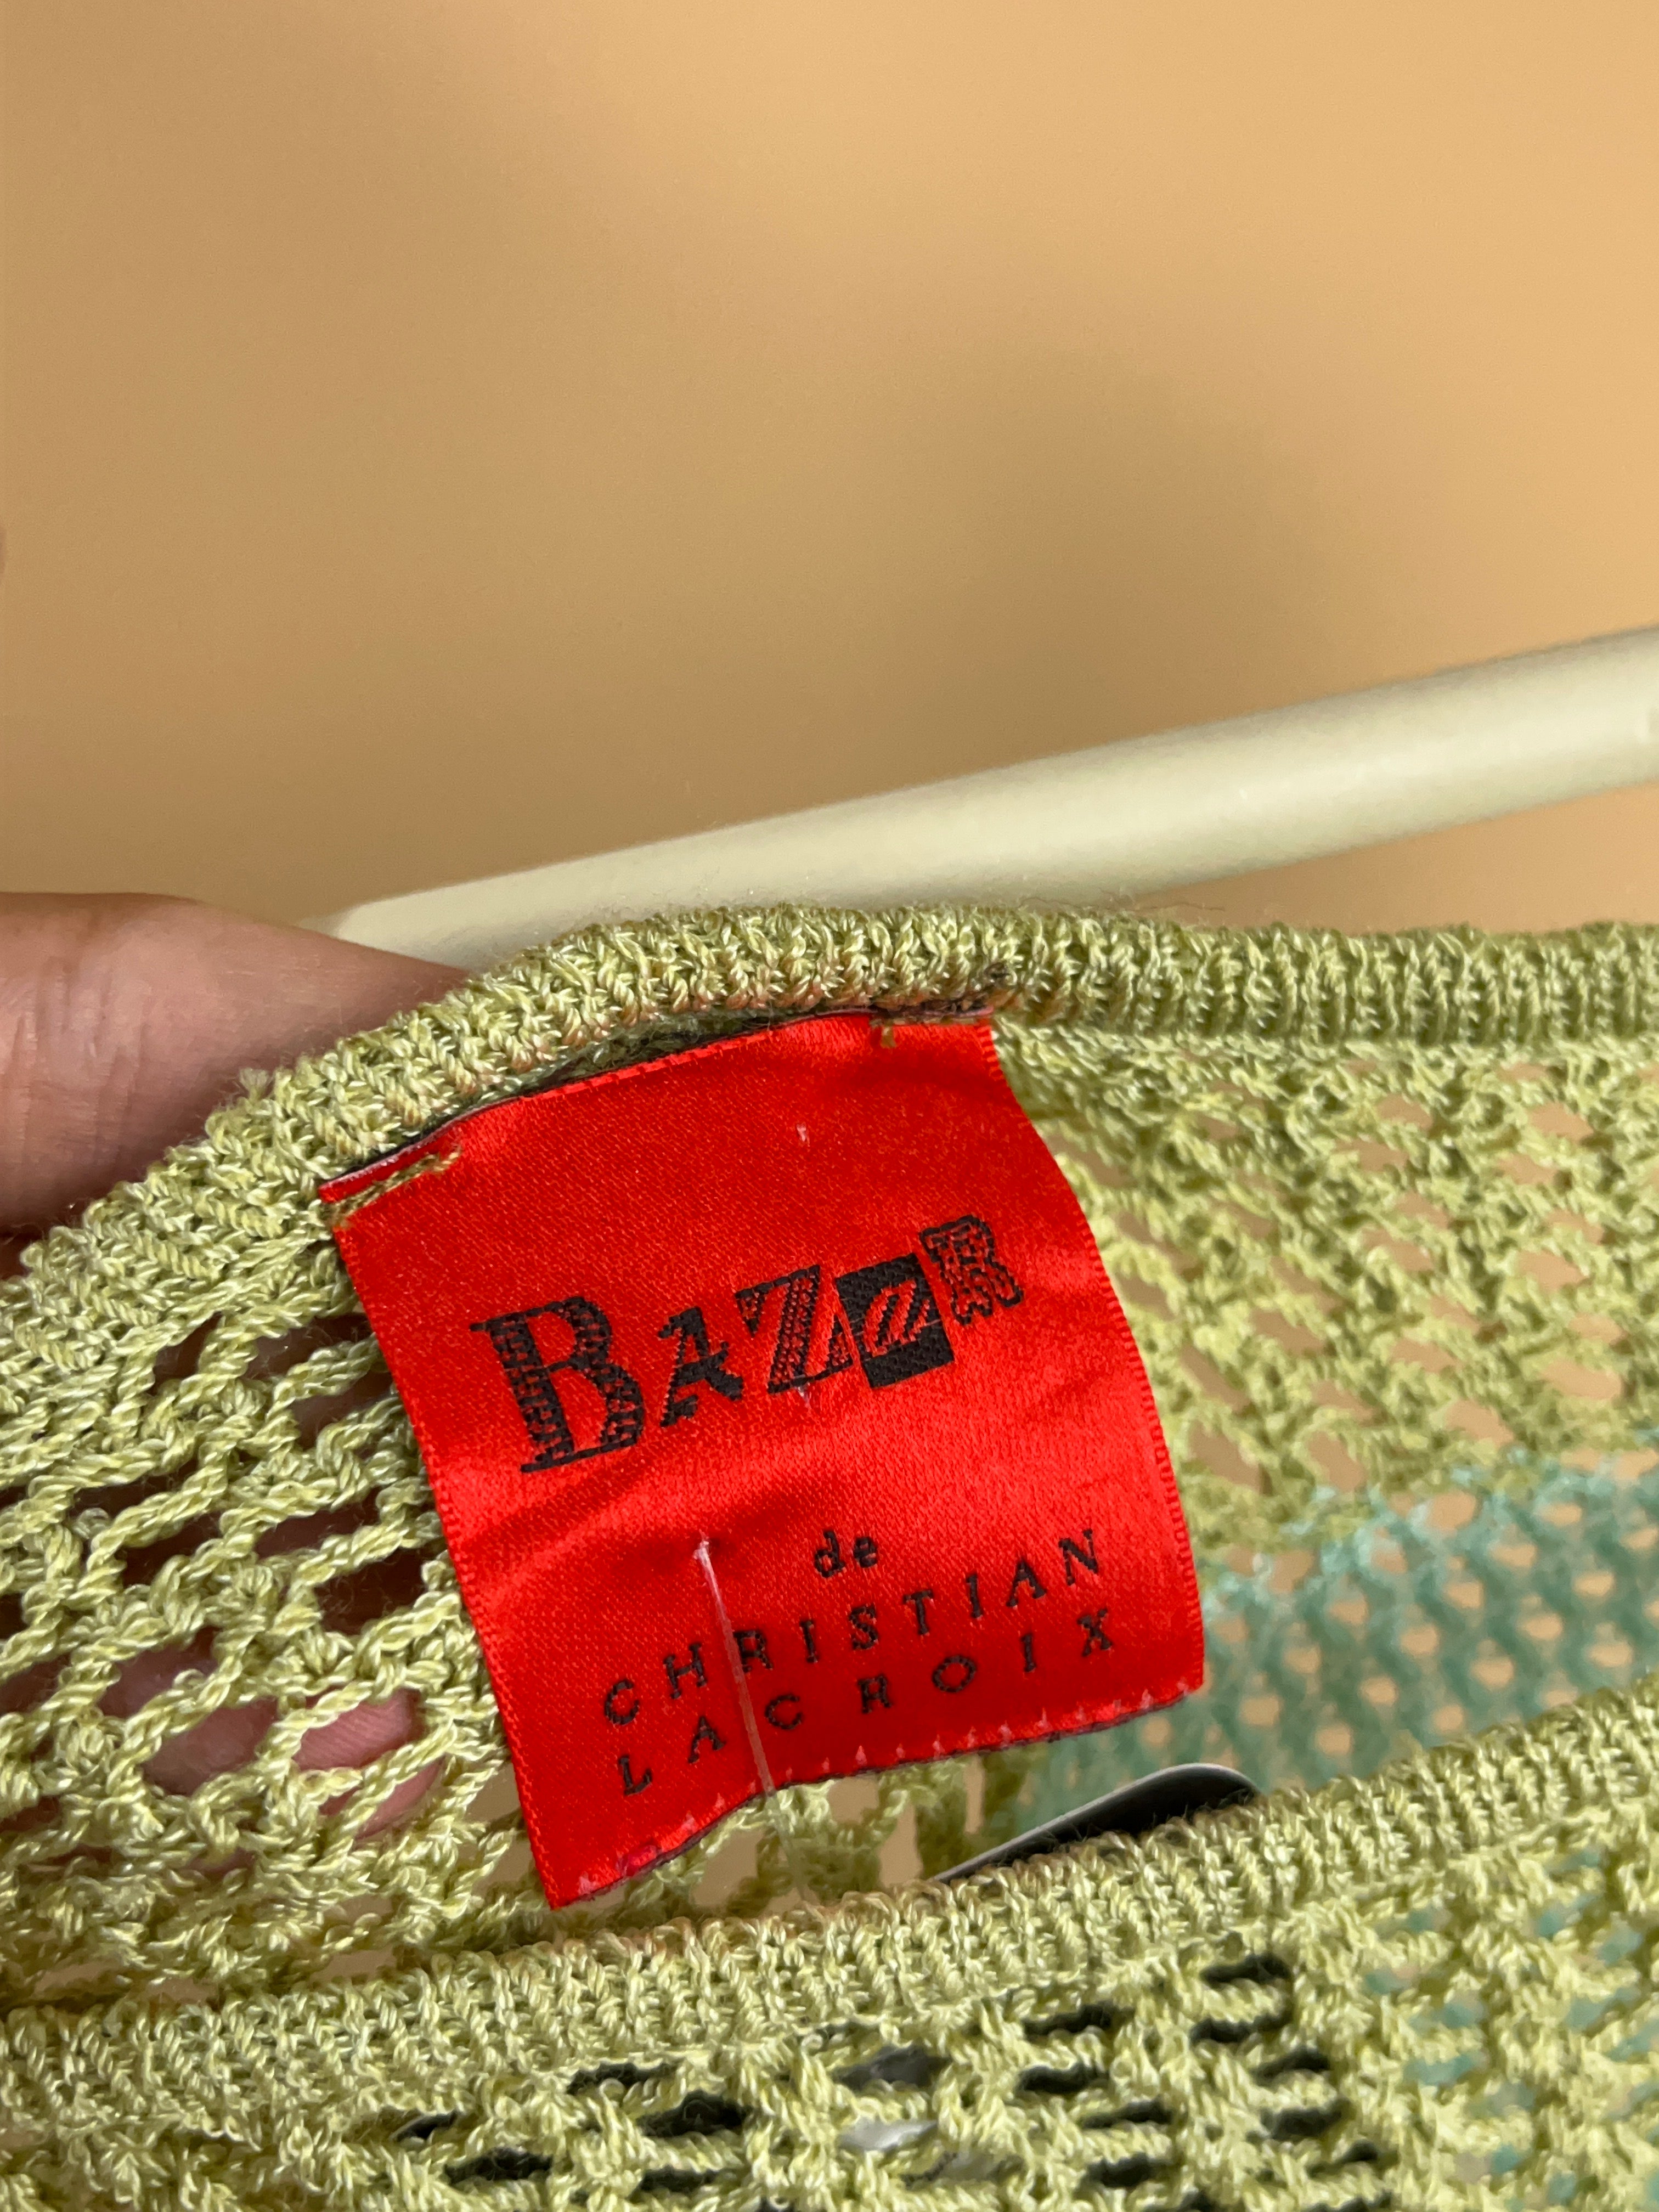 BAZaR
de
CHRISTIAN
LACROIX